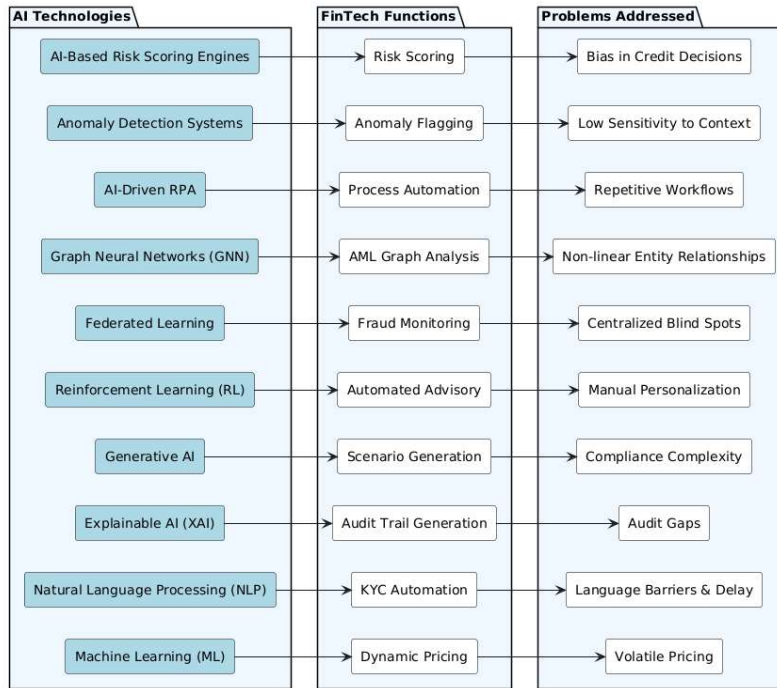 AI Technologies
FinTech Functions
Problems Addressed
AI-Based Risk Scoring Engines
Risk Scoring
Bias in Credit Decisions
Anomaly Detection Systems
Anomaly Flagging
Low Sensitivity to Context
AI-Driven RPA
Process Automation
Repetitive Workflows
Graph Neural Networks (GNN)
AML Graph Analysis
Non-linear Entity Relationships
Federated Learning
Fraud Monitoring
Centralized Blind Spots
Reinforcement Learning (RL)
Automated Advisory
Manual Personalization
Generative AI
Scenario Generation
Compliance Complexity
Explainable AI (XAI)
Audit Trail Generation
Audit Gaps
Natural Language Processing (NLP)
KYC Automation
Language Barriers & Delay
Machine Learning (ML)
Dynamic Pricing
Volatile Pricing